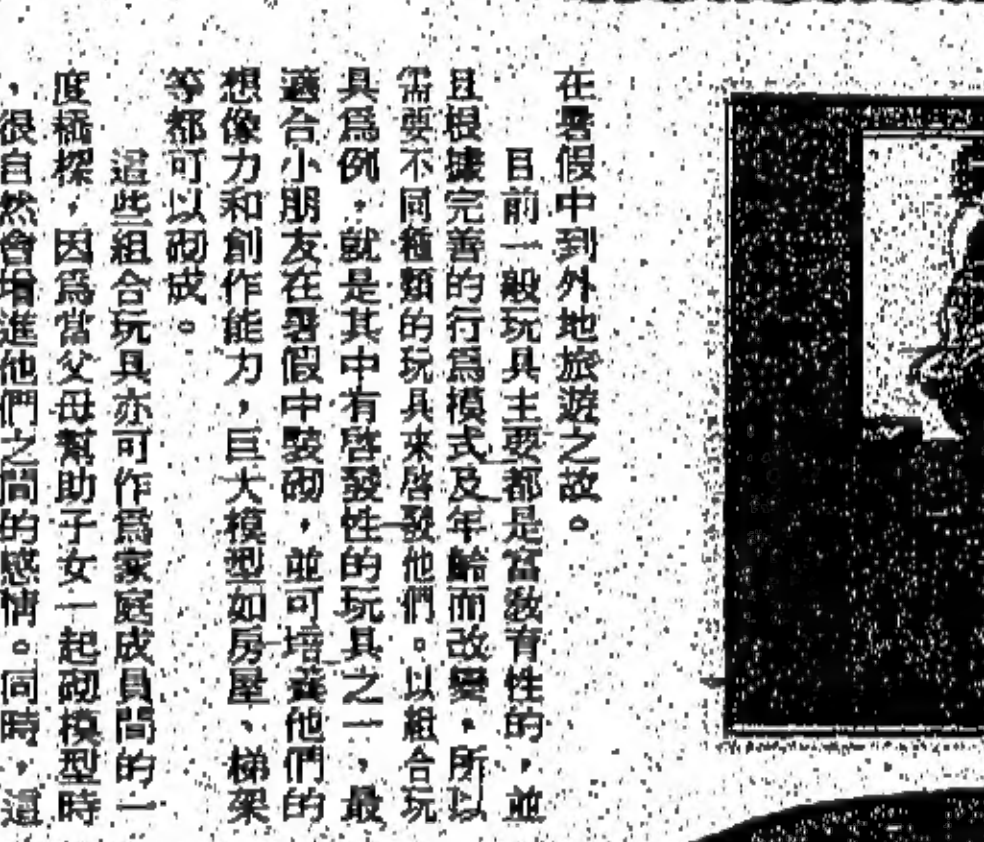 在暑假中到外地旅遊之故。
目前一般玩具主要都是富教育性的，並
且根據完善的行爲模式及年齡而改變，所以
需要不同種類的玩具來啓發他們。以組合玩
具爲例，就是其中有啓發性的玩具之一，最
適合小朋友在暑假中堅砌，並可培養他們的
想像力和創作能力，巨大模型如房屋、梯架
等都可以砌成。
這些組合玩具亦可作爲家庭成員間的一
度橋樑，因爲當父母幫助子女一起砌模型時
，很自然會增進他們之間的感情。同時，這